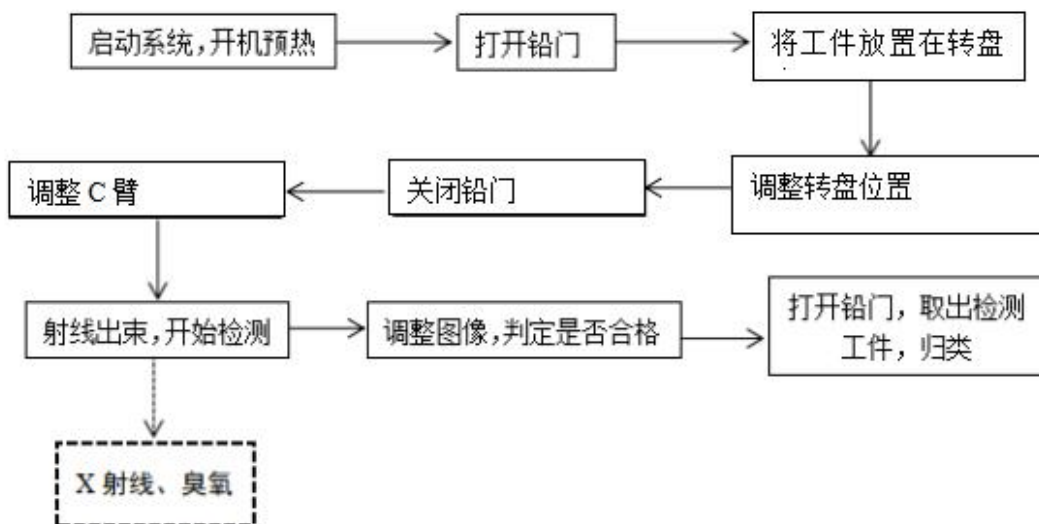 启动系统,开机预热
打开铅门
将工件放置在转盘
调整转盘位置
关闭铅门
调整 C 臂
射线出束,开始检测
调整图像,判定是否合格
打开铅门，取出检测
工件，归类
X 射线、臭氧